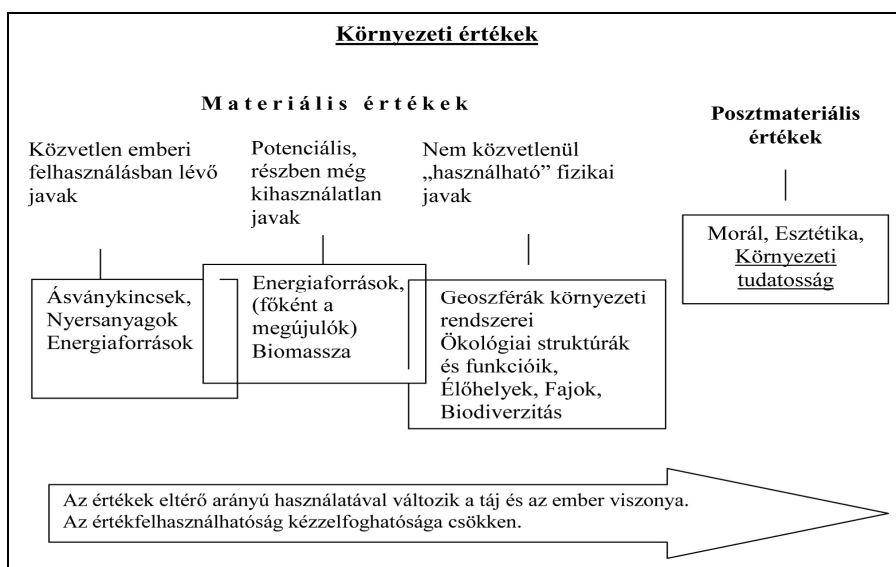 Környezeti értékek
Materiális értékek
Posztmateriális
értékek
Közvetlen emberi
felhasználásban lévő
javak
Potenciális,
részben még
kihasználatlan
javak
Nem közvetlenül
„használható” fizikai
javak
Ásványkincsek,
Nyersanyagok
Energiaforrások
Energiaforrások,
(főként a
megújulók)
Biomassza
Geoszférák környezeti
rendszerei
Ökológiai struktúrák
és funkcióik,
Élőhelyek, Fajok,
Biodiverzitás
Morál, Esztétika,
Környezeti
tudatosság
Az értékek eltérő arányú használatával változik a táj és az ember viszonya.
Az értékfelhasználhatóság kézzelfoghatósága csökken.